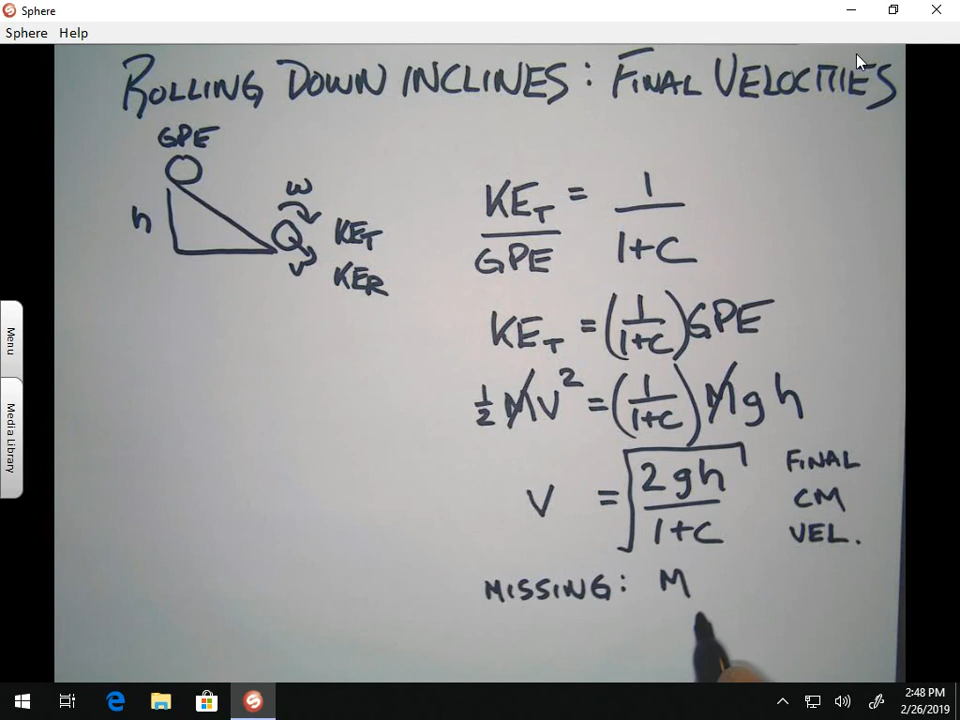 Sphere
Sphere Help
ROLLING DOWN INCLINES: FINAL VELOCITIES
GPE
h
ω
KE_T
V
KE_R
KE_T/GPE = 1/(1+C)
KE_T = (1/(1+C))GPE
1/2 MV² = (1/(1+C))Mgh
V = √(2gh/(1+C))
FINAL
CM
VEL.
MISSING: M
Menu
Media Library
2:48 PM
2/26/2019